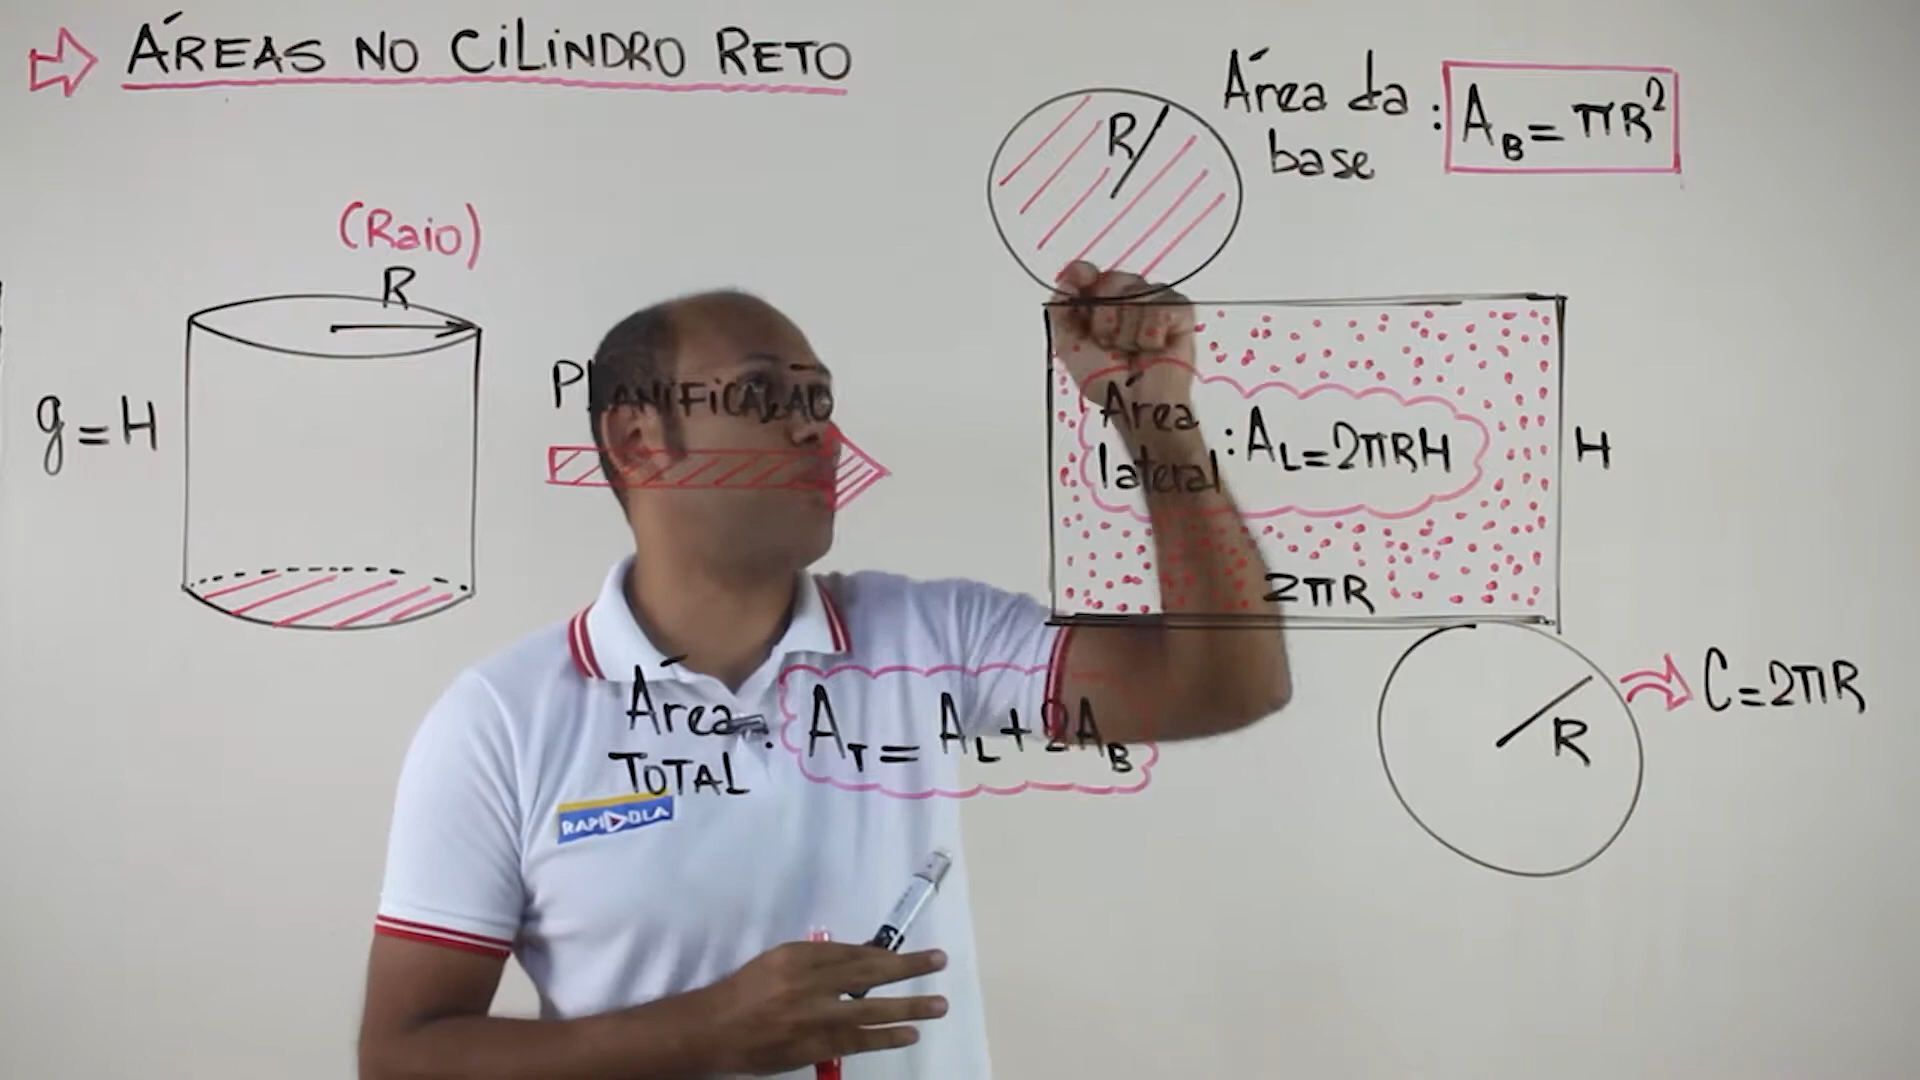 ÁREAS NO CILINDRO RETO
(Raio)
R
g = H
PLANIFICAÇÃO
R
Área da base : A_B = πR²
Área lateral : A_L = 2πRH
H
2πR
R
C = 2πR
Área TOTAL : A_T = A_L + 2A_B
RAPIDOLA